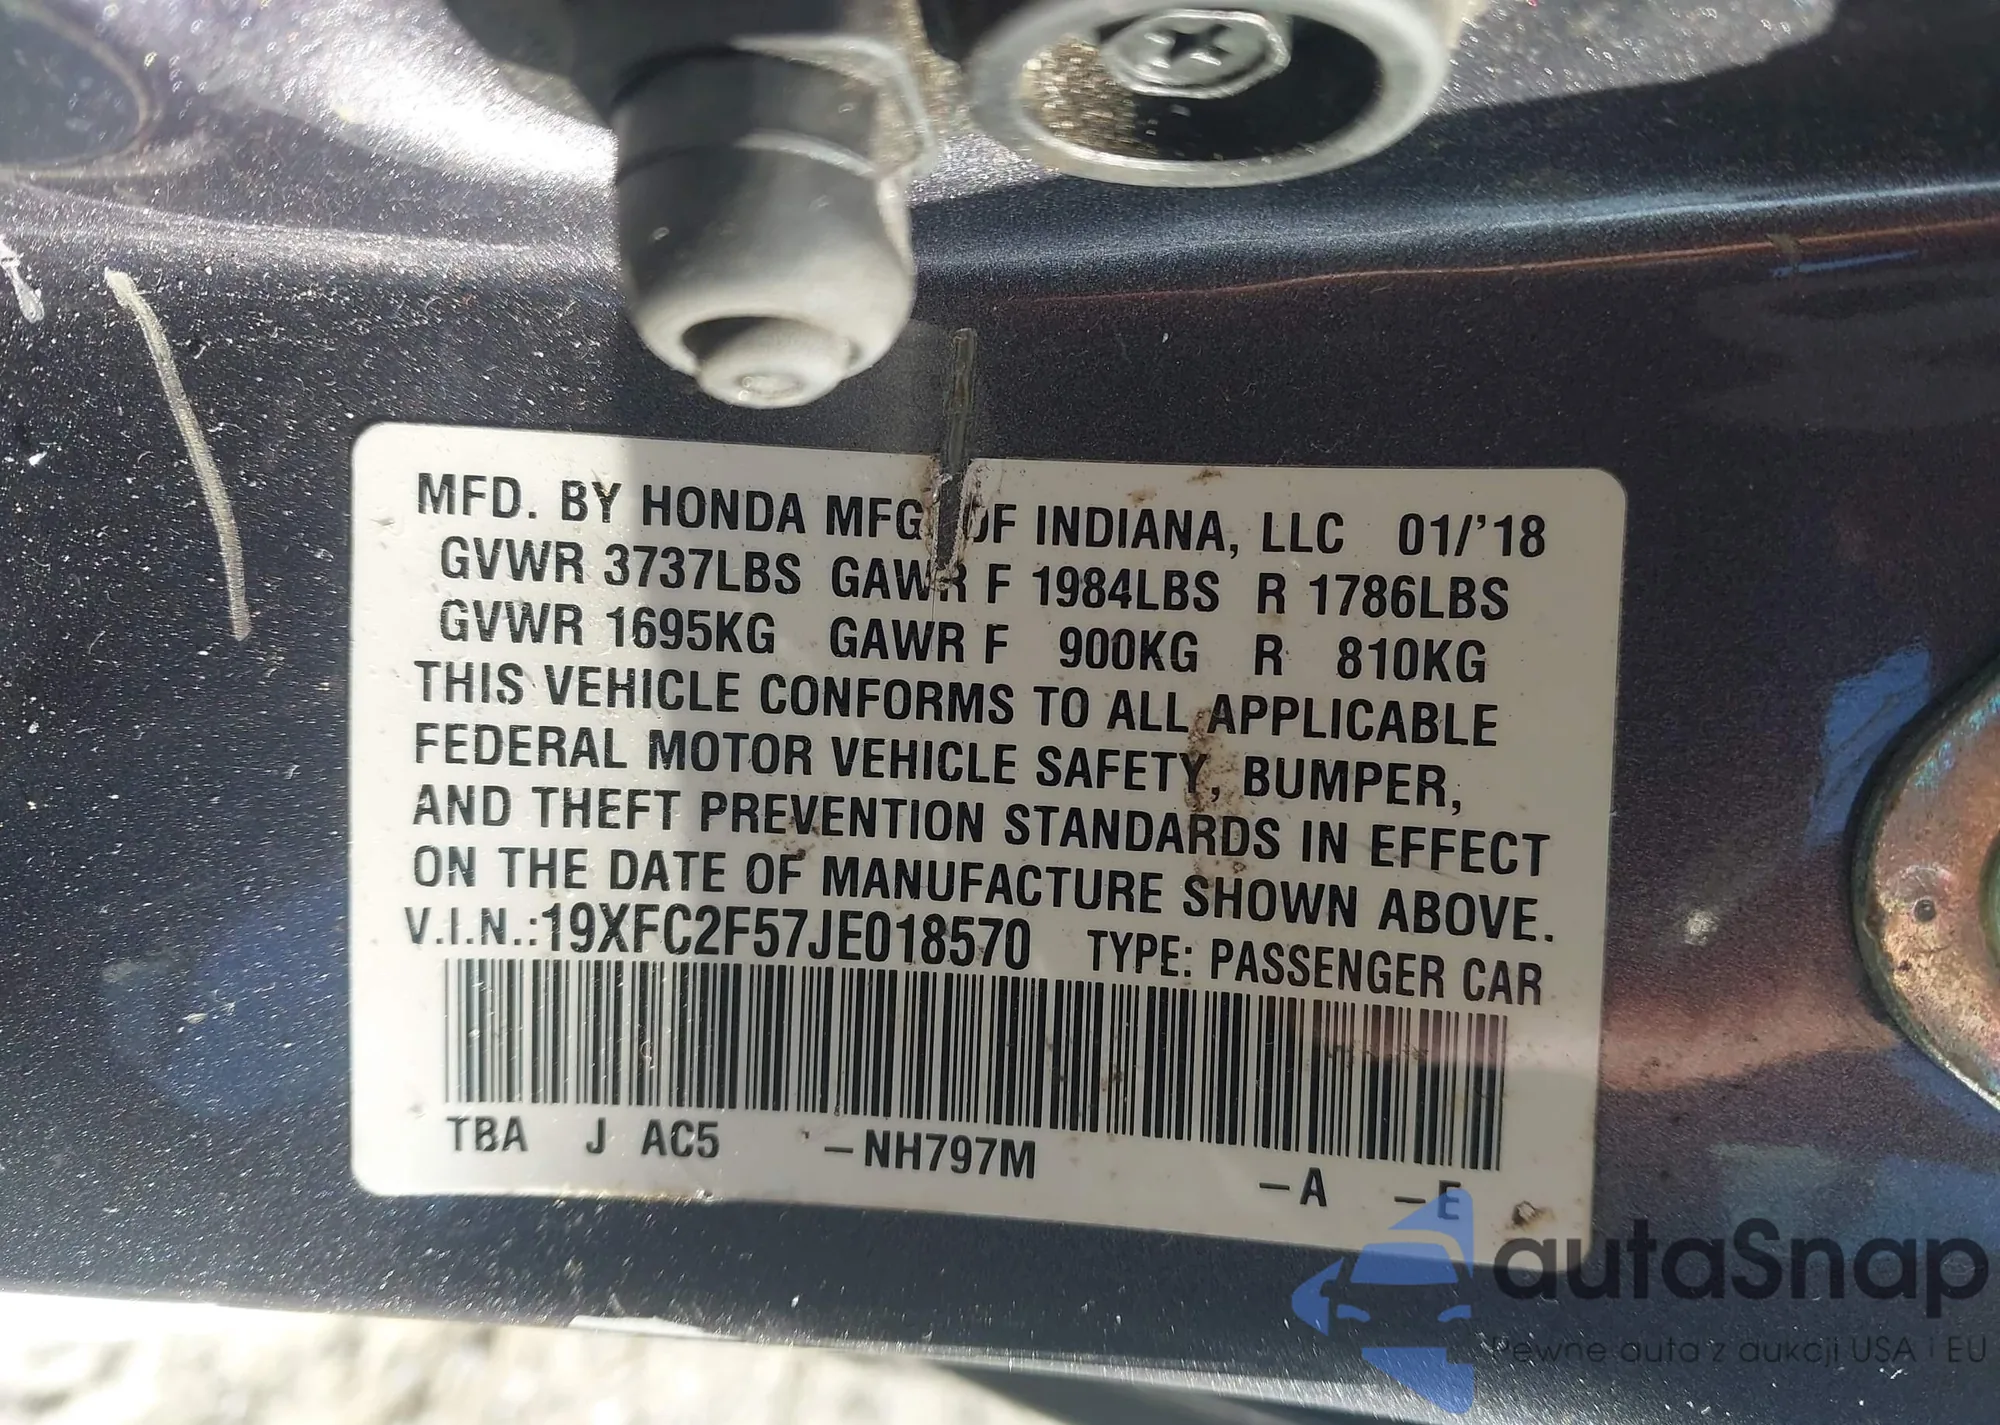 MFD. BY HONDA MFG. OF INDIANA, LLC 01/'18
GVWR 3737LBS GAWR F 1984LBS R 1786LBS
GVWR 1695KG GAWR F 900KG R 810KG
THIS VEHICLE CONFORMS TO ALL APPLICABLE
FEDERAL MOTOR VEHICLE SAFETY, BUMPER,
AND THEFT PREVENTION STANDARDS IN EFFECT
ON THE DATE OF MANUFACTURE SHOWN ABOVE.
V.I.N.:19XFC2F57JE018570 TYPE: PASSENGER CAR
TBA J AC5 –NH797M –A –E
autaSnap
Pewne auta z aukcji USA i EU